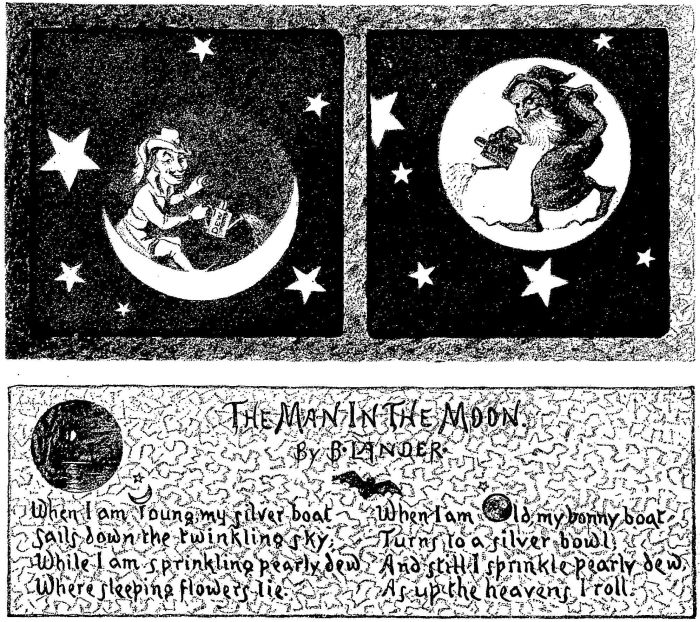 THE MAN IN THE MOON.
BY B. LANDER.
When I am Young my silver boat
Sails down the twinkling sky,
While I am sprinkling pearly dew
Where sleeping flowers lie.
When I am Old my bonny boat
Turns to a silver bowl,
And still I sprinkle pearly dew,
As up the heavens I roll.